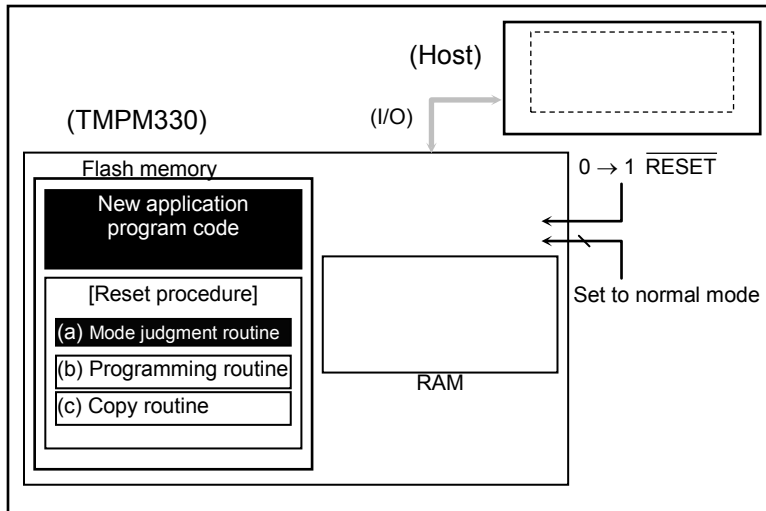 (Host)
(TMPM330)
(I/O)
Flash memory
0 → 1 RESET
New application
program code
[Reset procedure]
Set to normal mode
(a) Mode judgment routine
(b) Programming routine
(c) Copy routine
RAM